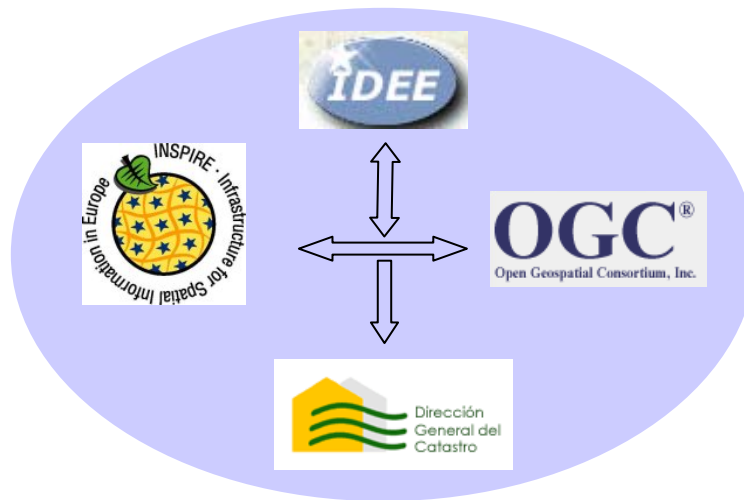 IDEE
INSPIRE · Infrastructure for Spatial Information in Europe
OGC®
Open Geospatial Consortium, Inc.
Dirección
General del
Catastro